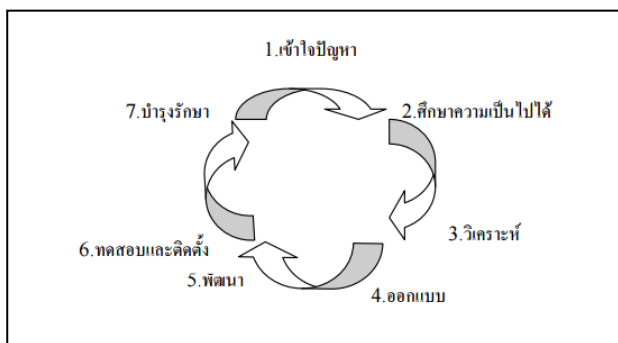 1.เข้าใจปัญหา
2.ศึกษาความเป็นไปได้
3.วิเคราะห์
4.ออกแบบ
5.พัฒนา
6.ทดสอบและติดตั้ง
7.บำรุงรักษา